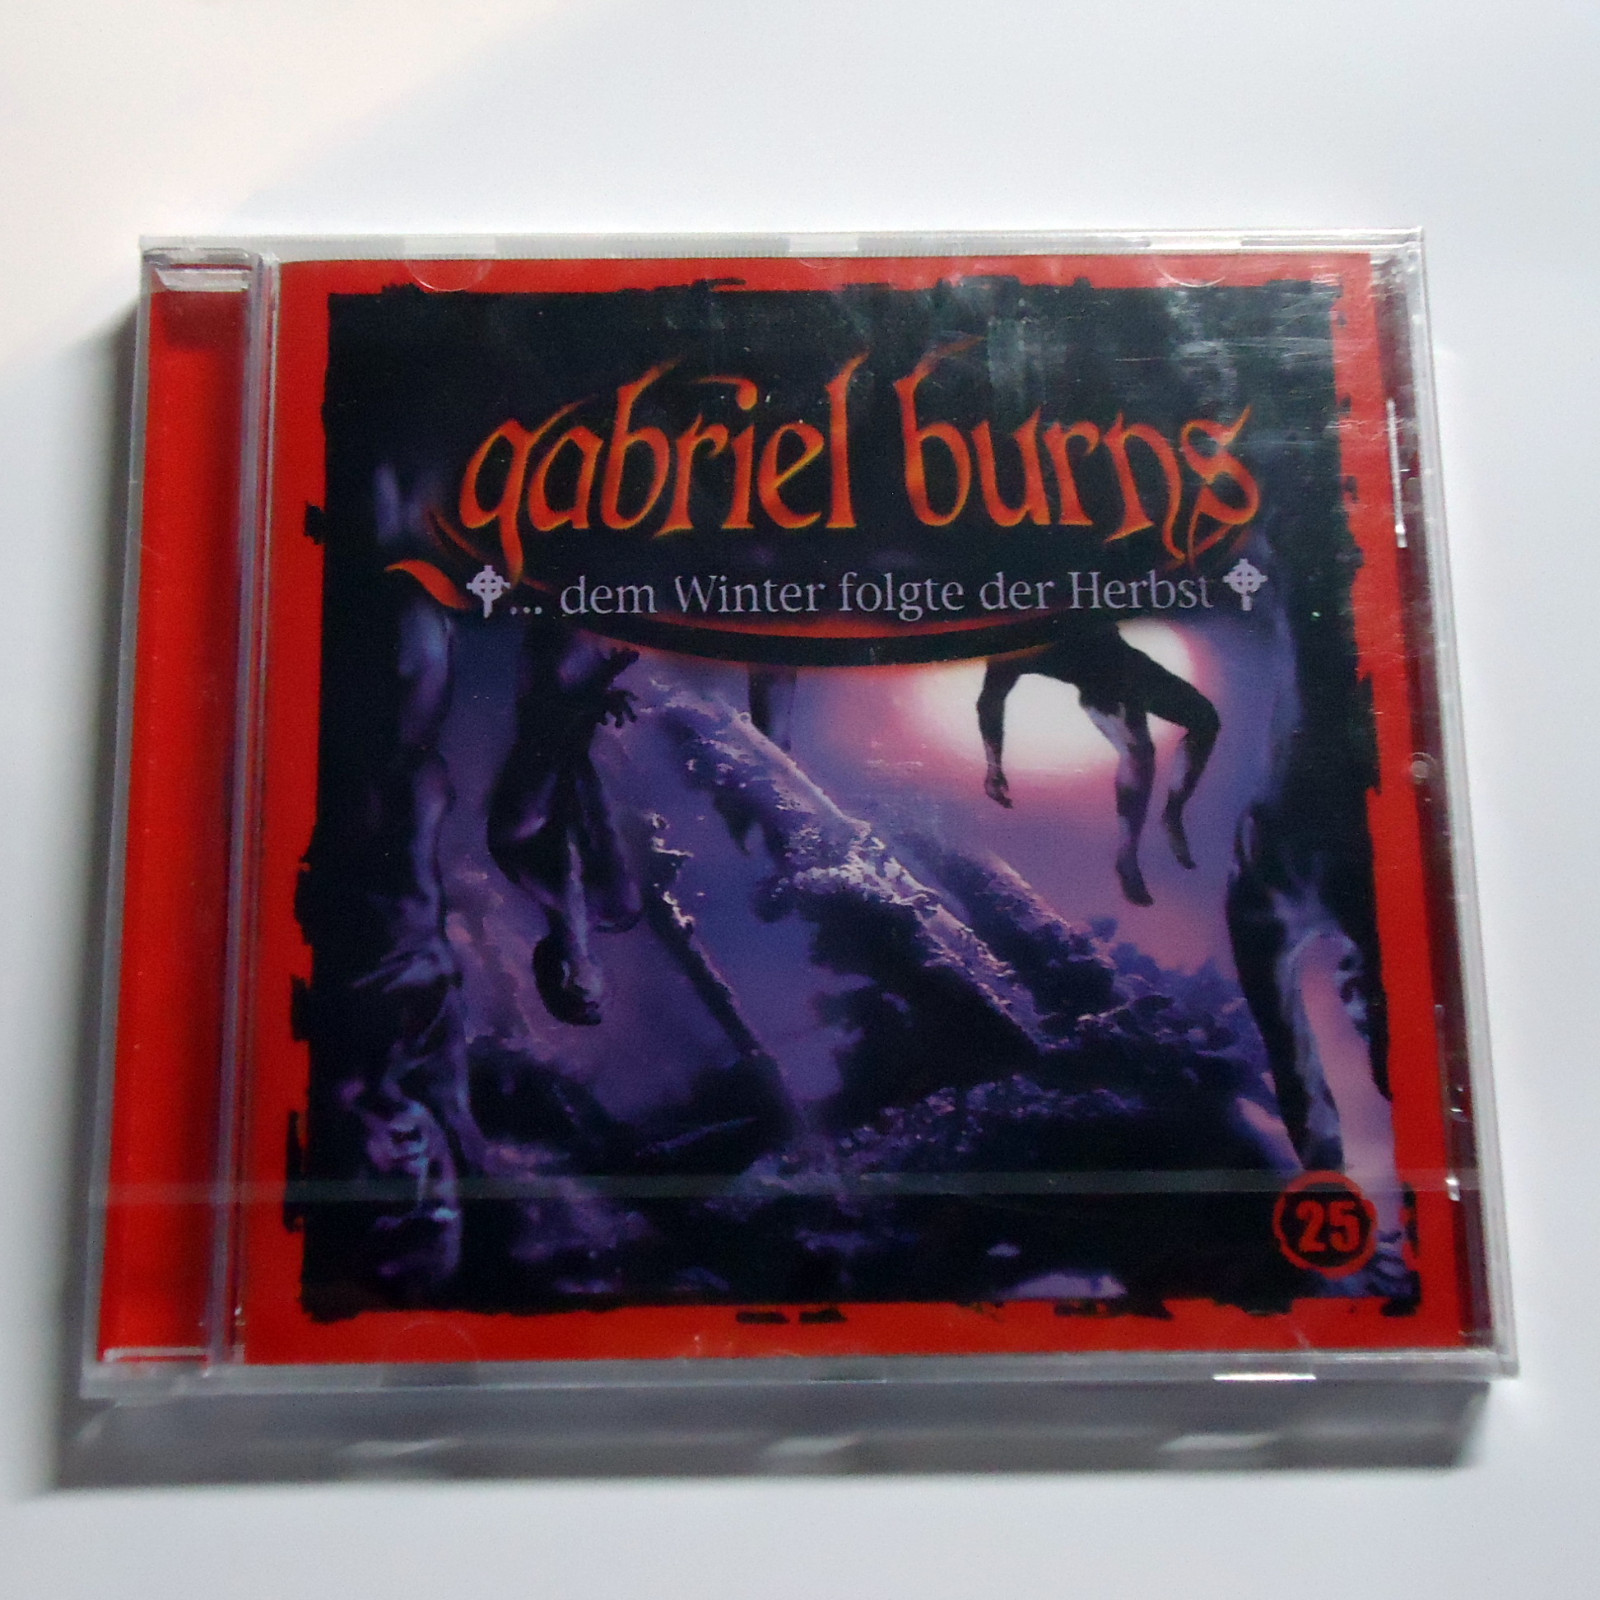 gabriel burns
... dem Winter folgte der Herbst
25